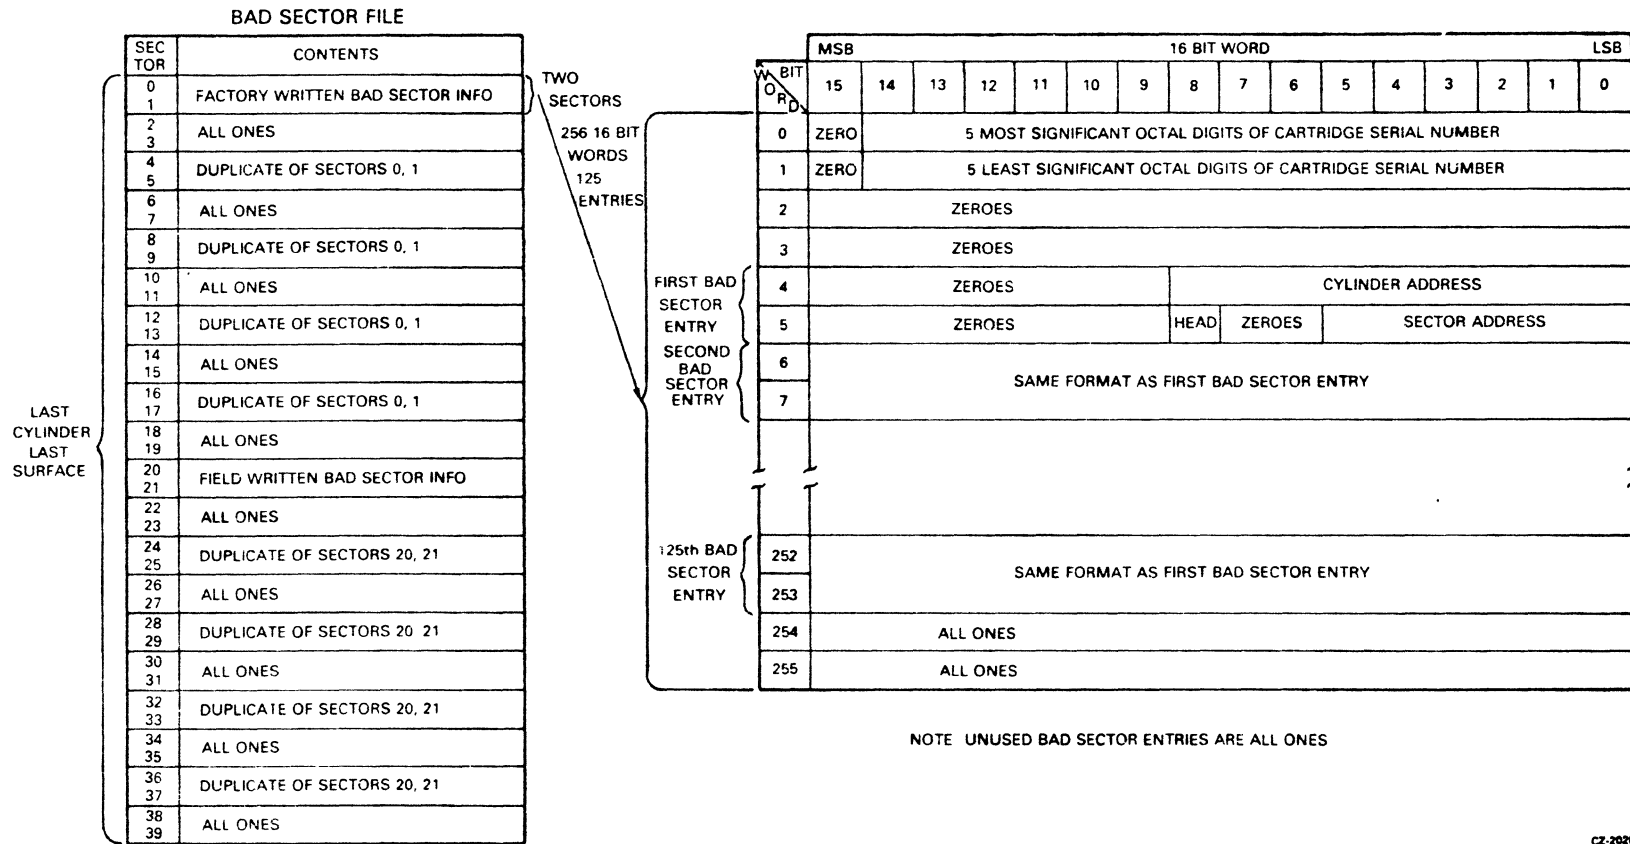 BAD SECTOR FILE
SEC
TOR
CONTENTS
0
1
FACTORY WRITTEN BAD SECTOR INFO
2
3
ALL ONES
4
5
DUPLICATE OF SECTORS 0, 1
6
7
ALL ONES
8
9
DUPLICATE OF SECTORS 0, 1
10
11
ALL ONES
12
13
DUPLICATE OF SECTORS 0, 1
14
15
ALL ONES
16
17
DUPLICATE OF SECTORS 0, 1
18
19
ALL ONES
20
21
FIELD WRITTEN BAD SECTOR INFO
22
23
ALL ONES
24
25
DUPLICATE OF SECTORS 20, 21
26
27
ALL ONES
28
29
DUPLICATE OF SECTORS 20 21
30
31
ALL ONES
32
33
DUPLICATE OF SECTORS 20, 21
34
35
ALL ONES
36
37
DUPLICATE OF SECTORS 20, 21
38
39
ALL ONES
LAST
CYLINDER
LAST
SURFACE
TWO
SECTORS
256 16 BIT
WORDS
125
ENTRIES
MSB 16 BIT WORD LSB
WORD BIT 15 14 13 12 11 10 9 8 7 6 5 4 3 2 1 0
0 ZERO 5 MOST SIGNIFICANT OCTAL DIGITS OF CARTRIDGE SERIAL NUMBER
1 ZERO 5 LEAST SIGNIFICANT OCTAL DIGITS OF CARTRIDGE SERIAL NUMBER
2 ZEROES
3 ZEROES
FIRST BAD
SECTOR
ENTRY
4 ZEROES CYLINDER ADDRESS
5 ZEROES HEAD ZEROES SECTOR ADDRESS
SECOND
BAD
SECTOR
ENTRY
6
7
SAME FORMAT AS FIRST BAD SECTOR ENTRY
125th BAD
SECTOR
ENTRY
252
253
SAME FORMAT AS FIRST BAD SECTOR ENTRY
254 ALL ONES
255 ALL ONES
NOTE UNUSED BAD SECTOR ENTRIES ARE ALL ONES